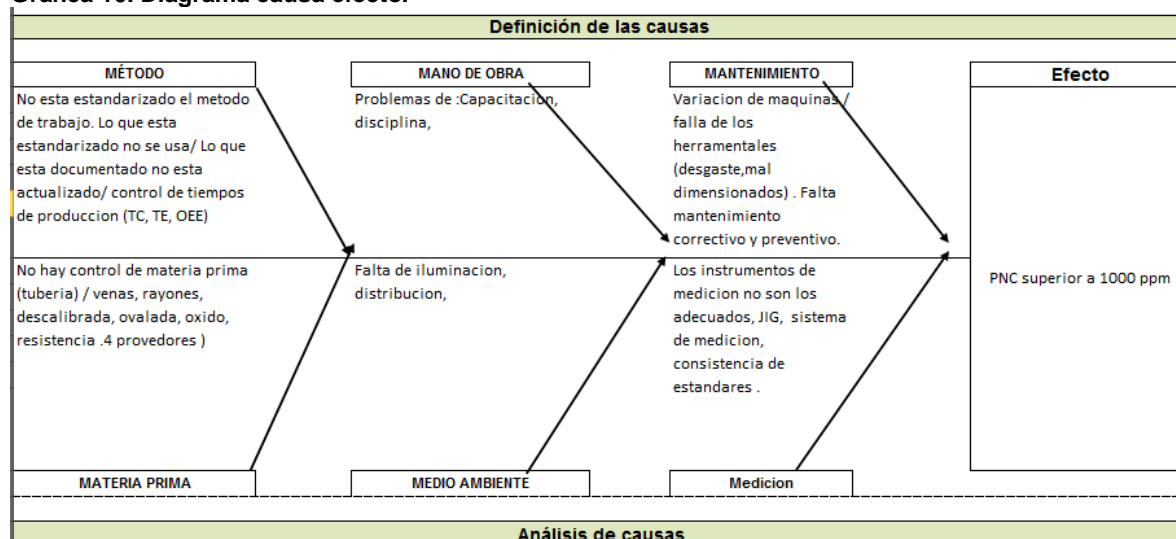 Gráfica 10. Diagrama causa efecto.
Definición de las causas
MÉTODO
No esta estandarizado el metodo
de trabajo. Lo que esta
estandarizado no se usa/ Lo que
esta documentado no esta
actualizado/ control de tiempos
de produccion (TC, TE, OEE)
MANO DE OBRA
Problemas de :Capacitacion,
disciplina,
MANTENIMIENTO
Variacion de maquinas /
falla de los
herramentales
(desgaste,mal
dimensionados) . Falta
mantenimiento
correctivo y preventivo.
Efecto
PNC superior a 1000 ppm
No hay control de materia prima
(tuberia) / venas, rayones,
descalibrada, ovalada, oxido,
resistencia .4 provedores )
MATERIA PRIMA
Falta de iluminacion,
distribucion,
MEDIO AMBIENTE
Los instrumentos de
medicion no son los
adecuados, JIG, sistema
de medicion,
consistencia de
estandares .
Medicion
Análisis de causas